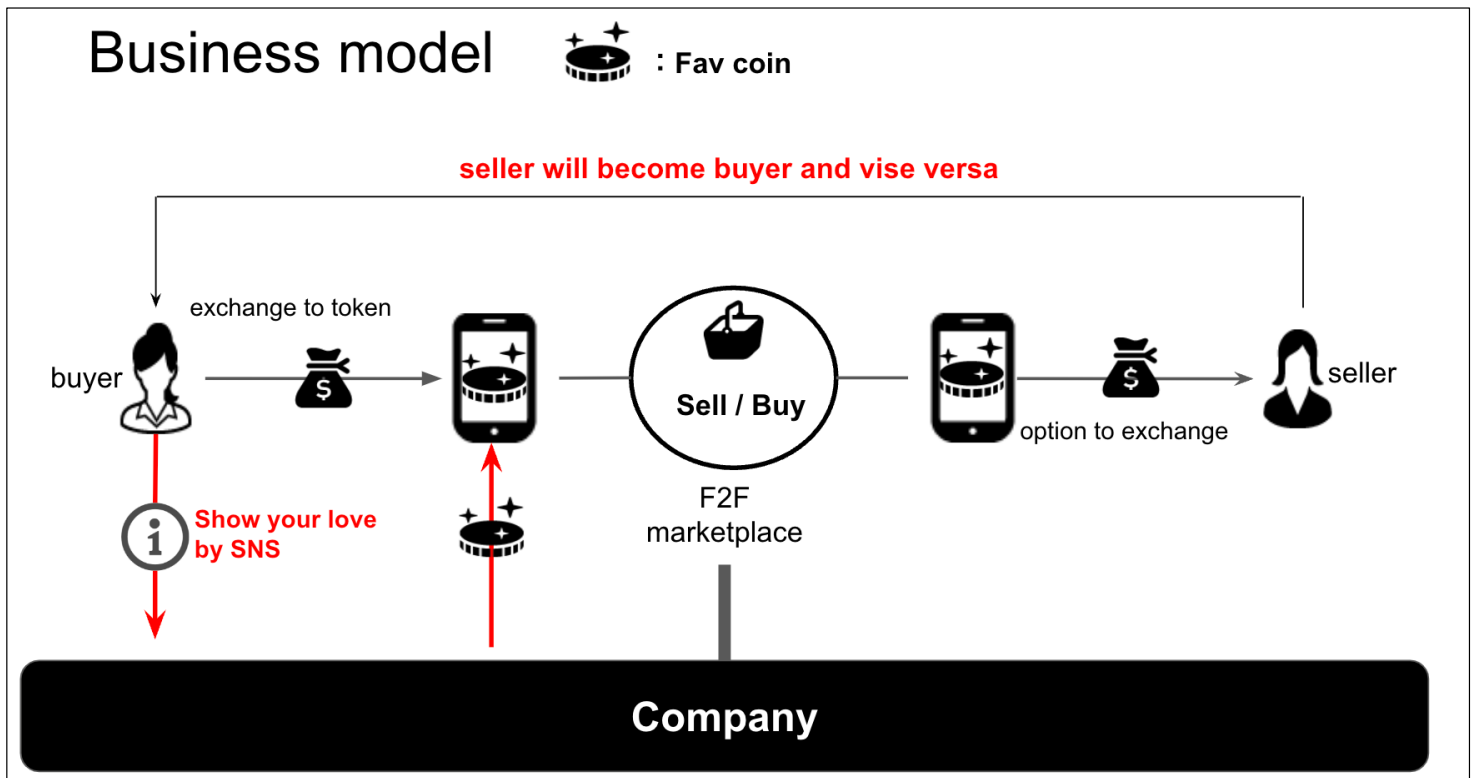 Business model
: Fav coin
seller will become buyer and vise versa
exchange to token
buyer
$
Sell / Buy
$
seller
option to exchange
F2F
marketplace
i
Show your love
by SNS
Company